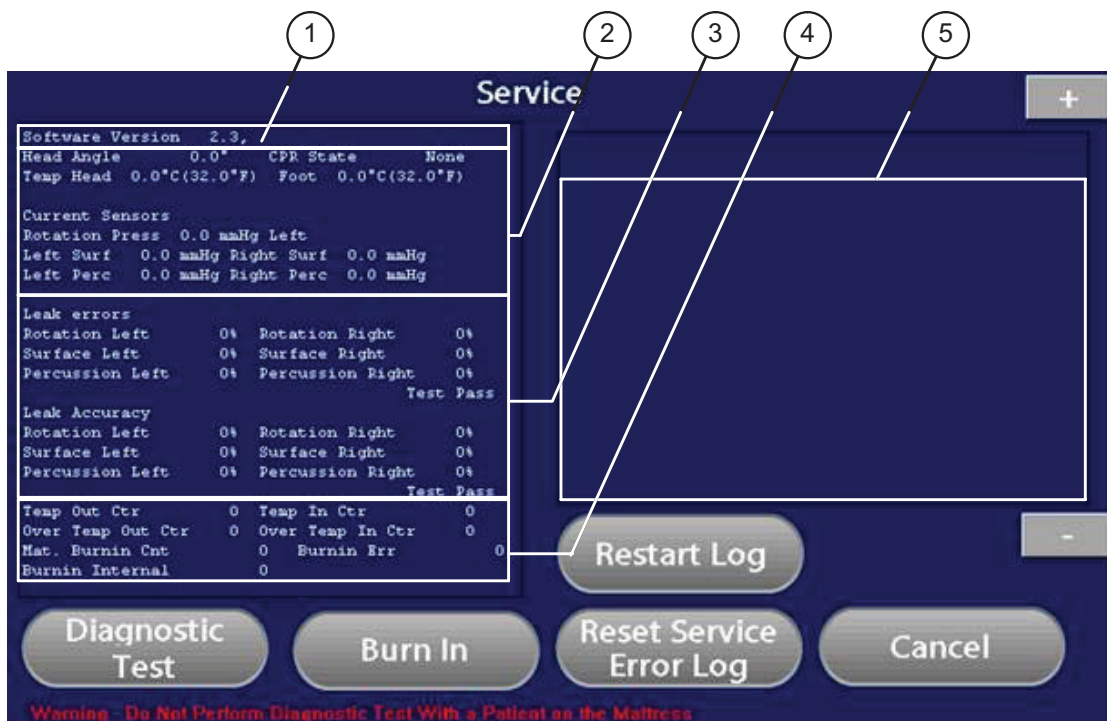 1 2 3 4 5
Service
+
Software Version 2.3,
Head Angle 0.0° CPR State None
Temp Head 0.0°C(32.0°F) Foot 0.0°C(32.0°F)
Current Sensors
Rotation Press 0.0 mmHg Left
Left Surf 0.0 mmHg Right Surf 0.0 mmHg
Left Perc 0.0 mmHg Right Perc 0.0 mmHg
Leak errors
Rotation Left 0% Rotation Right 0%
Surface Left 0% Surface Right 0%
Percussion Left 0% Percussion Right 0%
Test Pass
Leak Accuracy
Rotation Left 0% Rotation Right 0%
Surface Left 0% Surface Right 0%
Percussion Left 0% Percussion Right 0%
Test Pass
Temp Out Ctr 0 Temp In Ctr 0
Over Temp Out Ctr 0 Over Temp In Ctr 0
Mat. Burnin Cnt 0 Burnin Err 0
Burnin Internal 0
-
Restart Log
Diagnostic
Test
Burn In
Reset Service
Error Log
Cancel
Warning - Do Not Perform Diagnostic Test With a Patient on the Mattress